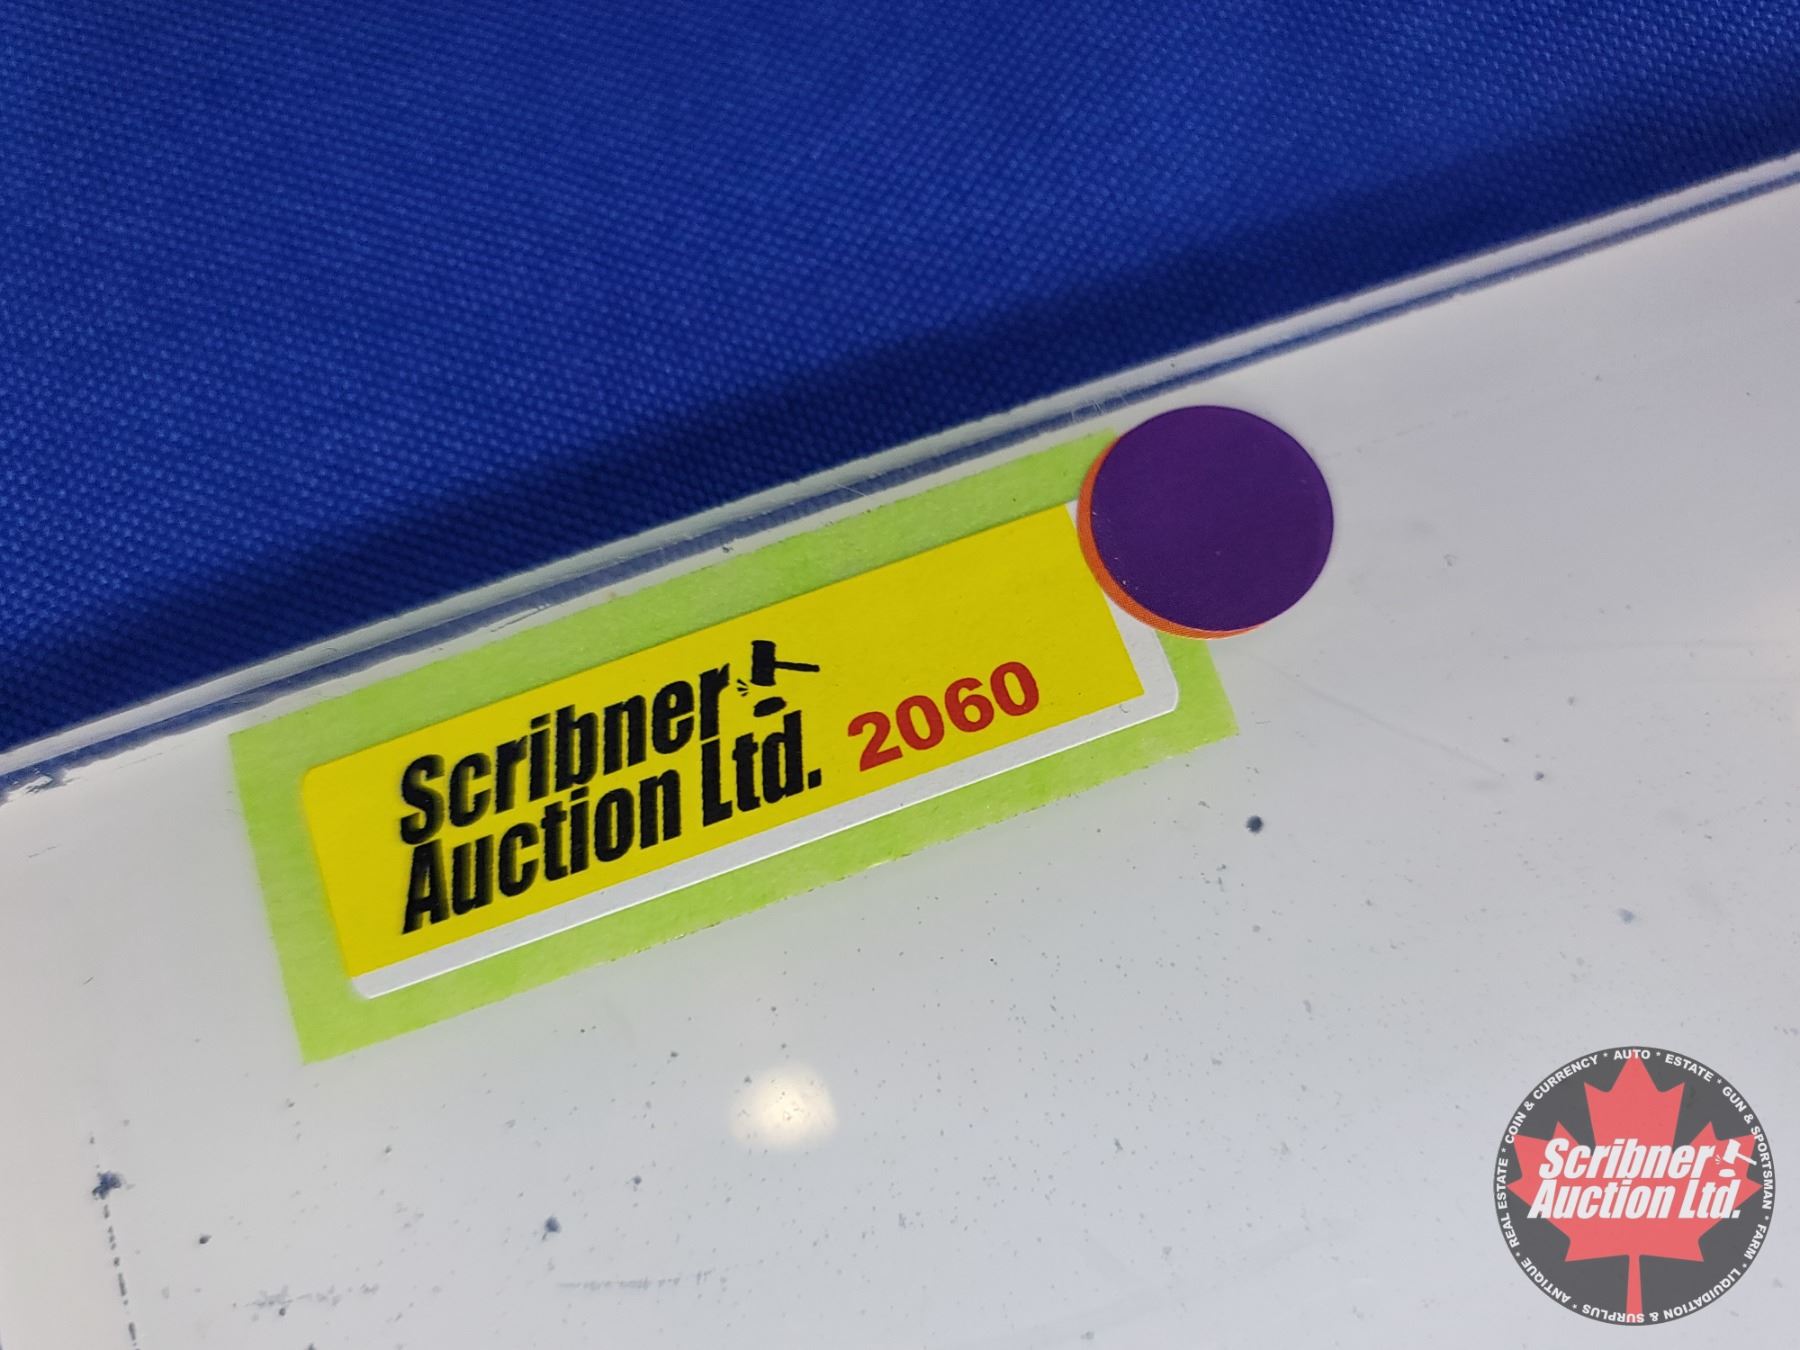 Scribner
Auction Ltd. 2060
COIN & CURRENCY * AUTO * ESTATE * GUN & SPORTSMAN * FARM * LIQUIDATION & SURPLUS * ANTIQUE * REAL ESTATE *
Scribner
Auction Ltd.